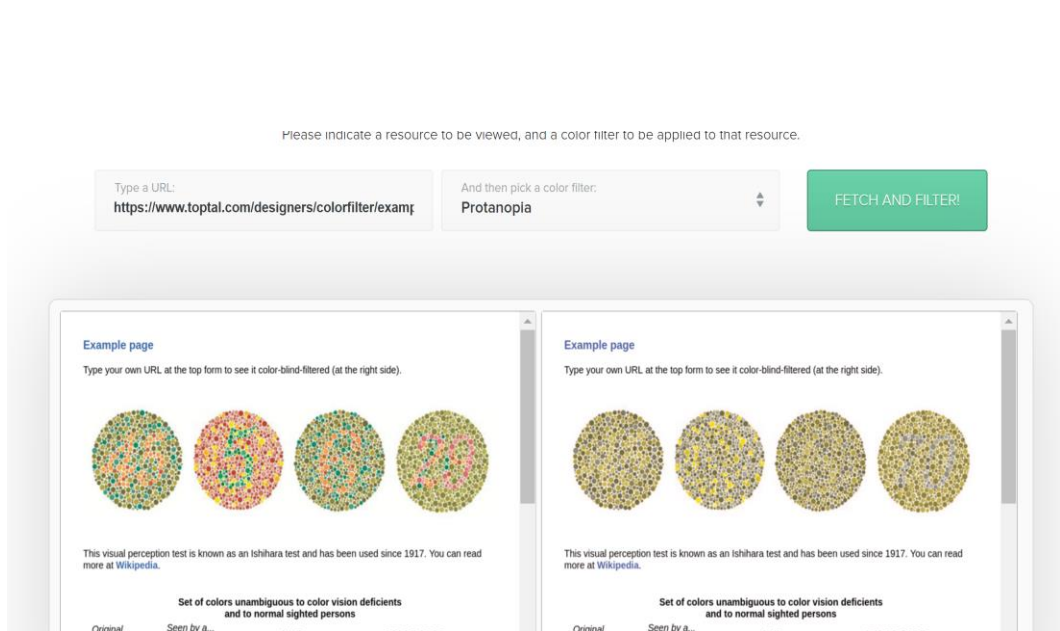 Please indicate a resource to be viewed, and a color filter to be applied to that resource.
Type a URL:
https://www.toptal.com/designers/colorfilter/examp
And then pick a color filter:
Protanopia
FETCH AND FILTER!
Example page
Type your own URL at the top form to see it color-blind-filtered (at the right side).
6
This visual perception test is known as an Ishihara test and has been used since 1917. You can read
more at Wikipedia.
Set of colors unambiguous to color vision deficients
and to normal sighted persons
Original
Seen by a...
Example page
Type your own URL at the top form to see it color-blind-filtered (at the right side).
This visual perception test is known as an Ishihara test and has been used since 1917. You can read
more at Wikipedia.
Set of colors unambiguous to color vision deficients
and to normal sighted persons
Original
Seen by a...